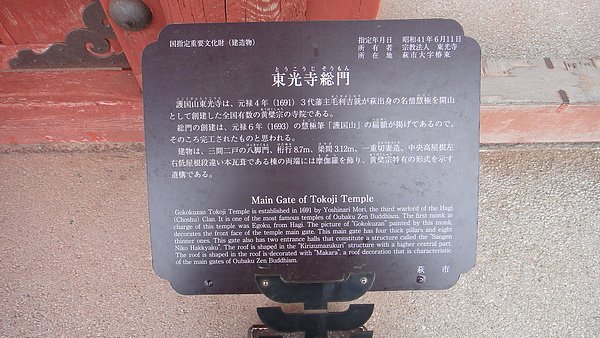 国指定重要文化財（建造物）
指定年月日　昭和41年6月11日
所有者　宗教法人　東光寺
所在地　萩市大字椿東
とうこうじ そうもん
東光寺総門
護国山東光寺は、元禄４年（1691）３代藩主毛利吉就が萩出身の名僧慧極を開山
として創建した全国有数の黄檗宗の寺院である。
総門の創建は、元禄６年（1693）の慧極筆「護国山」の扁額が掲げてあるので、
そのころ完工されたものと思われる。
建物は、三間二戸の八脚門、桁行8.7m、梁間3.12m、一重切妻造、中央高屋根左
右低屋根段違い本瓦葺である棟の両端には摩伽羅を飾り、黄檗宗特有の形式を示す
遺構である。
Main Gate of Tokoji Temple
Gokokuzan Tokoji Temple is established in 1691 by Yoshinari Mori, the third warlord of the Hagi
(Choshu) Clan. It is one of the most famous temples of Oubaku Zen Buddhism. The first monk in
charge of this temple was Egoku, from Hagi. The picture of "Gokokuzan" painted by this monk,
decorates the front face of the temple main gate. This main gate has four thick pillars and eight
thinner ones. This gate also has two entrance halls that constitute a structure called the "Sangen
Niko Hakkyaku". The roof is shaped in the "Kirizumazukuri" structure with a higher central part.
The roof is shaped in the roof is decorated with "Makara", a roof decoration that is characteristic
of the main gates of Oubaku Zen Buddhism.
萩　市